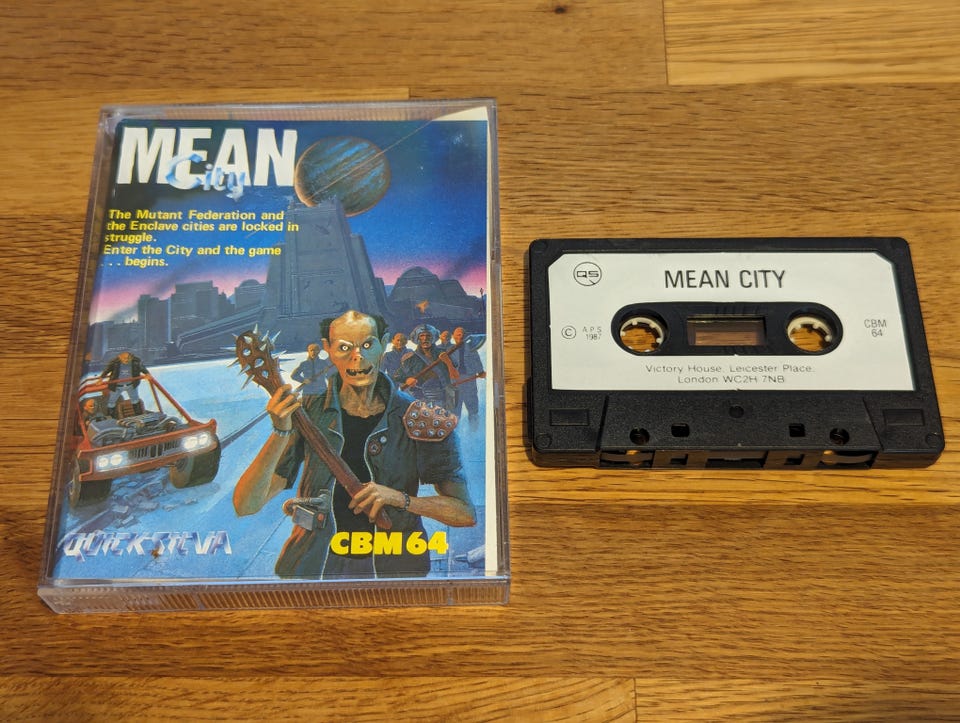 MEAN
City
The Mutant Federation and
the Enclave cities are locked in
struggle.
Enter the City and the game
. . . begins.
QUICKSILVA
CBM 64
QS
MEAN CITY
© A.P.S.
1987
CBM
64
Victory House, Leicester Place,
London WC2H 7NB